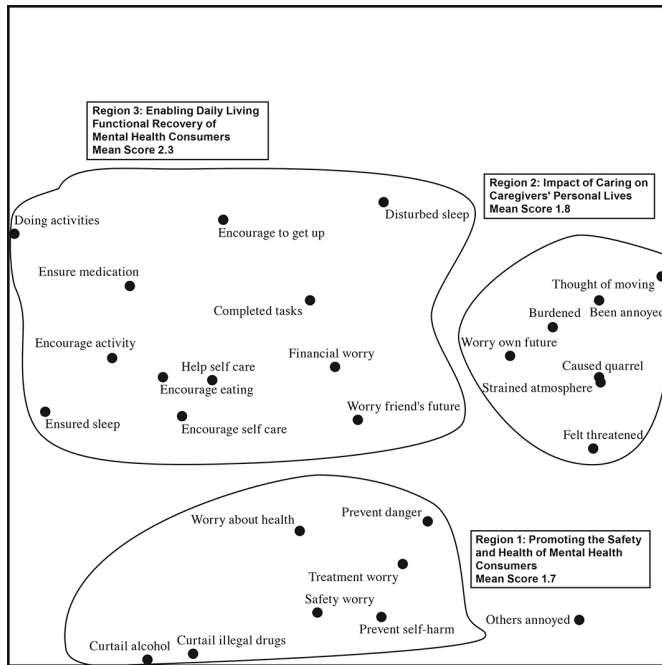 Region 3: Enabling Daily Living
Functional Recovery of
Mental Health Consumers
Mean Score 2.3
Region 2: Impact of Caring on
Caregivers' Personal Lives
Mean Score 1.8
Disturbed sleep
Doing activities
Encourage to get up
Ensure medication
Thought of moving
Completed tasks
Burdened
Been annoyed
Encourage activity
Worry own future
Help self care
Financial worry
Caused quarrel
Encourage eating
Strained atmosphere
Worry friend's future
Ensured sleep
Encourage self care
Felt threatened
Prevent danger
Worry about health
Region 1: Promoting the Safety
and Health of Mental Health
Consumers
Mean Score 1.7
Treatment worry
Safety worry
Others annoyed
Prevent self-harm
Curtail illegal drugs
Curtail alcohol